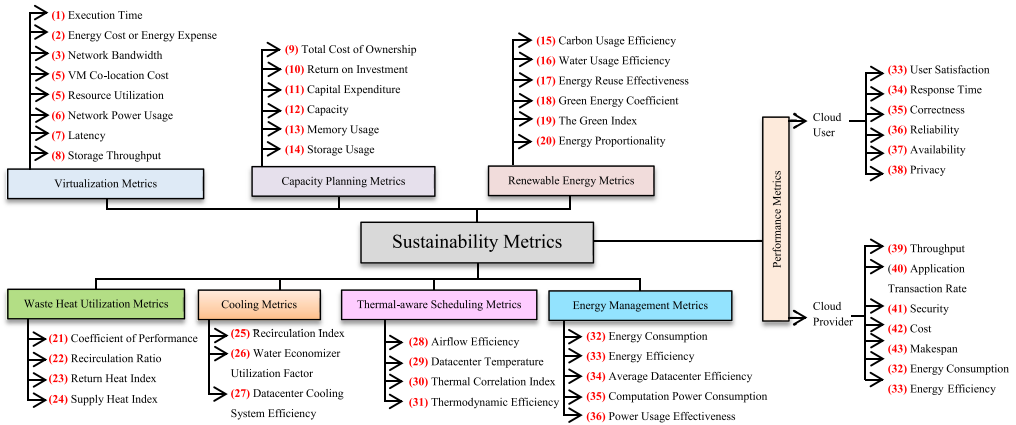 (1) Execution Time
(2) Energy Cost or Energy Expense
(3) Network Bandwidth
(5) VM Co-location Cost
(5) Resource Utilization
(6) Network Power Usage
(7) Latency
(8) Storage Throughput
Virtualization Metrics
(9) Total Cost of Ownership
(10) Return on Investment
(11) Capital Expenditure
(12) Capacity
(13) Memory Usage
(14) Storage Usage
Capacity Planning Metrics
(15) Carbon Usage Efficiency
(16) Water Usage Efficiency
(17) Energy Reuse Effectiveness
(18) Green Energy Coefficient
(19) The Green Index
(20) Energy Proportionality
Renewable Energy Metrics
Sustainability Metrics
Performance Metrics
Cloud
User
(33) User Satisfaction
(34) Response Time
(35) Correctness
(36) Reliability
(37) Availability
(38) Privacy
Cloud
Provider
(39) Throughput
(40) Application
Transaction Rate
(41) Security
(42) Cost
(43) Makespan
(32) Energy Consumption
(33) Energy Efficiency
Waste Heat Utilization Metrics
(21) Coefficient of Performance
(22) Recirculation Ratio
(23) Return Heat Index
(24) Supply Heat Index
Cooling Metrics
(25) Recirculation Index
(26) Water Economizer
Utilization Factor
(27) Datacenter Cooling
System Efficiency
Thermal-aware Scheduling Metrics
(28) Airflow Efficiency
(29) Datacenter Temperature
(30) Thermal Correlation Index
(31) Thermodynamic Efficiency
Energy Management Metrics
(32) Energy Consumption
(33) Energy Efficiency
(34) Average Datacenter Efficiency
(35) Computation Power Consumption
(36) Power Usage Effectiveness